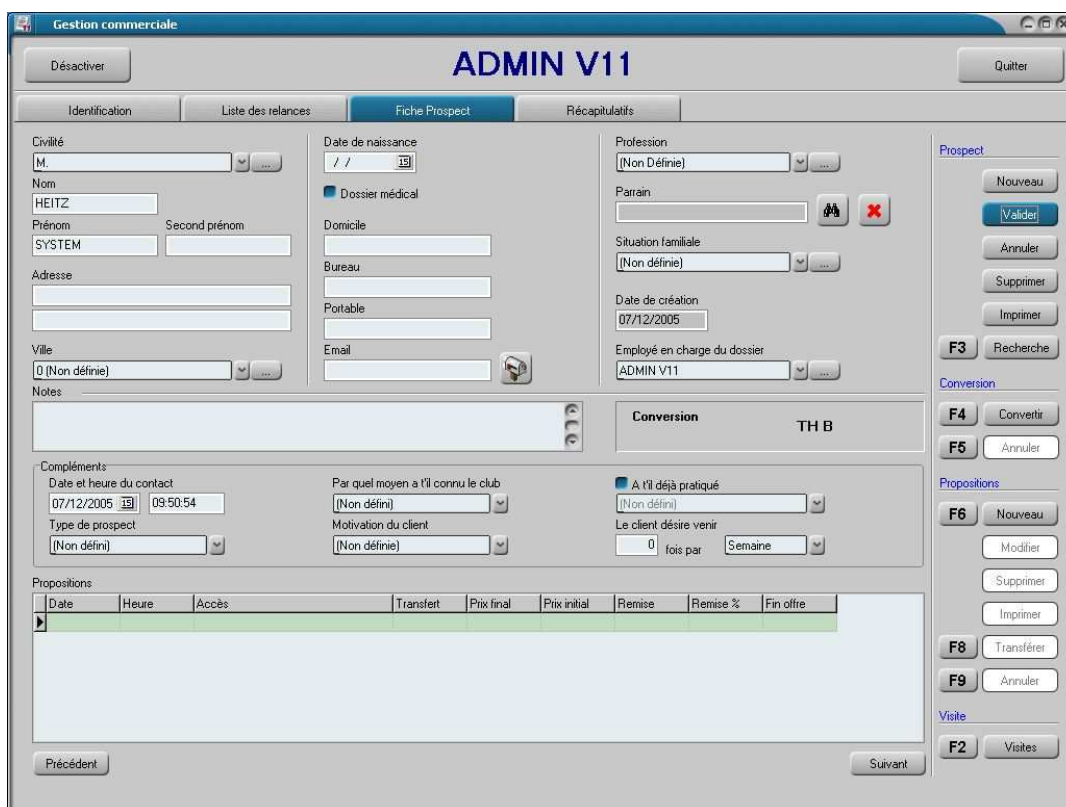 Gestion commerciale
Désactiver
ADMIN V11
Quitter
Identification
Liste des relances
Fiche Prospect
Récapitulatifs
Civilité
M.
...
Nom
HEITZ
Prénom
Second prénom
SYSTEM
Adresse
Ville
0 (Non définie)
...
Date de naissance
/ /
15
Dossier médical
Domicile
Bureau
Portable
Email
Profession
(Non Définie)
...
Parrain
Situation familiale
(Non définie)
...
Date de création
07/12/2005
Employé en charge du dossier
ADMIN V11
...
Notes
Conversion
TH B
Compléments
Date et heure du contact
07/12/2005
15
09:50:54
Type de prospect
(Non défini)
Par quel moyen a t'il connu le club
(Non défini)
Motivation du client
(Non définie)
A t'il déjà pratiqué
(Non défini)
Le client désire venir
0 fois par Semaine
Propositions
Date Heure Accès Transfert Prix final Prix initial Remise Remise % Fin offre
Précédent
Suivant
Prospect
Nouveau
Valider
Annuler
Supprimer
Imprimer
F3 Recherche
Conversion
F4 Convertir
F5 Annuler
Propositions
F6 Nouveau
Modifier
Supprimer
Imprimer
F8 Transférer
F9 Annuler
Visite
F2 Visites